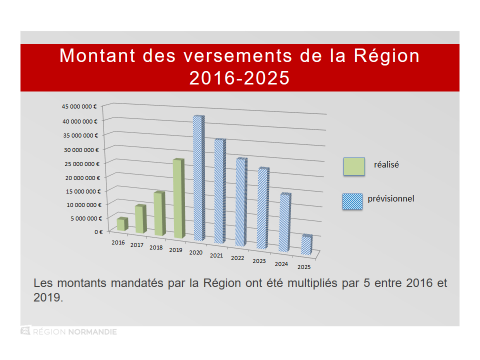 Montant des versements de la Région
2016-2025
45 000 000 €
40 000 000 €
35 000 000 €
30 000 000 €
25 000 000 €
20 000 000 €
15 000 000 €
10 000 000 €
5 000 000 €
0 €
2016
2017
2018
2019
2020
2021
2022
2023
2024
2025
réalisé
prévisionnel
Les montants mandatés par la Région ont été multipliés par 5 entre 2016 et
2019.
RÉGION NORMANDIE